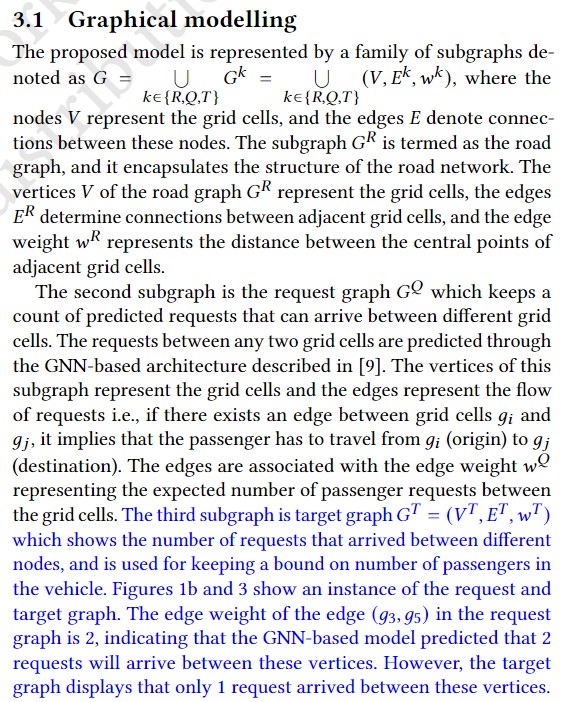 3.1 Graphical modelling
The proposed model is represented by a family of subgraphs de-
noted as G = ∪ G^k = ∪ (V, E^k, w^k), where the
k∈{R,Q,T} k∈{R,Q,T}
nodes V represent the grid cells, and the edges E denote connec-
tions between these nodes. The subgraph G^R is termed as the road
graph, and it encapsulates the structure of the road network. The
vertices V of the road graph G^R represent the grid cells, the edges
E^R determine connections between adjacent grid cells, and the edge
weight w^R represents the distance between the central points of
adjacent grid cells.
The second subgraph is the request graph G^Q which keeps a
count of predicted requests that can arrive between different grid
cells. The requests between any two grid cells are predicted through
the GNN-based architecture described in [9]. The vertices of this
subgraph represent the grid cells and the edges represent the flow
of requests i.e., if there exists an edge between grid cells g_i and
g_j, it implies that the passenger has to travel from g_i (origin) to g_j
(destination). The edges are associated with the edge weight w^Q
representing the expected number of passenger requests between
the grid cells. The third subgraph is target graph G^T = (V^T, E^T, w^T)
which shows the number of requests that arrived between different
nodes, and is used for keeping a bound on number of passengers in
the vehicle. Figures 1b and 3 show an instance of the request and
target graph. The edge weight of the edge (g_3, g_5) in the request
graph is 2, indicating that the GNN-based model predicted that 2
requests will arrive between these vertices. However, the target
graph displays that only 1 request arrived between these vertices.